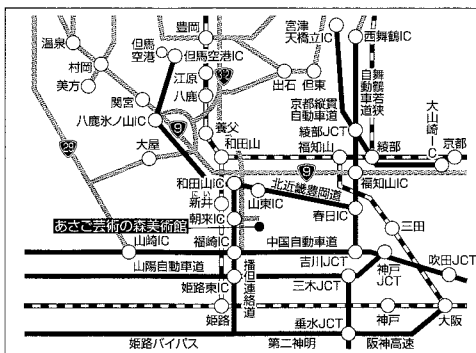 豊岡
宮津
天橋立IC
西舞鶴IC
温泉
但馬
空港
但馬空港IC
村岡
江原
出石
但東
舞鶴若狭
自動車道
大山崎IC
美方
八鹿
京都縦貫
自動車道
関宮
綾部JCT
八鹿氷ノ山IC
養父
9
和田山
福知山
綾部
京都
29
大屋
9
和田山IC
北近畿豊岡道
福知山IC
新井
山東IC
春日IC
朝来IC
三田
あさご芸術の森美術館
山崎IC
福崎IC
中国自動車道
山陽自動車道
播但連絡道
吉川JCT
神戸
JCT
吹田JCT
姫路東IC
三木JCT
姫路
神戸
大阪
垂水JCT
姫路バイパス
第二神明
阪神高速